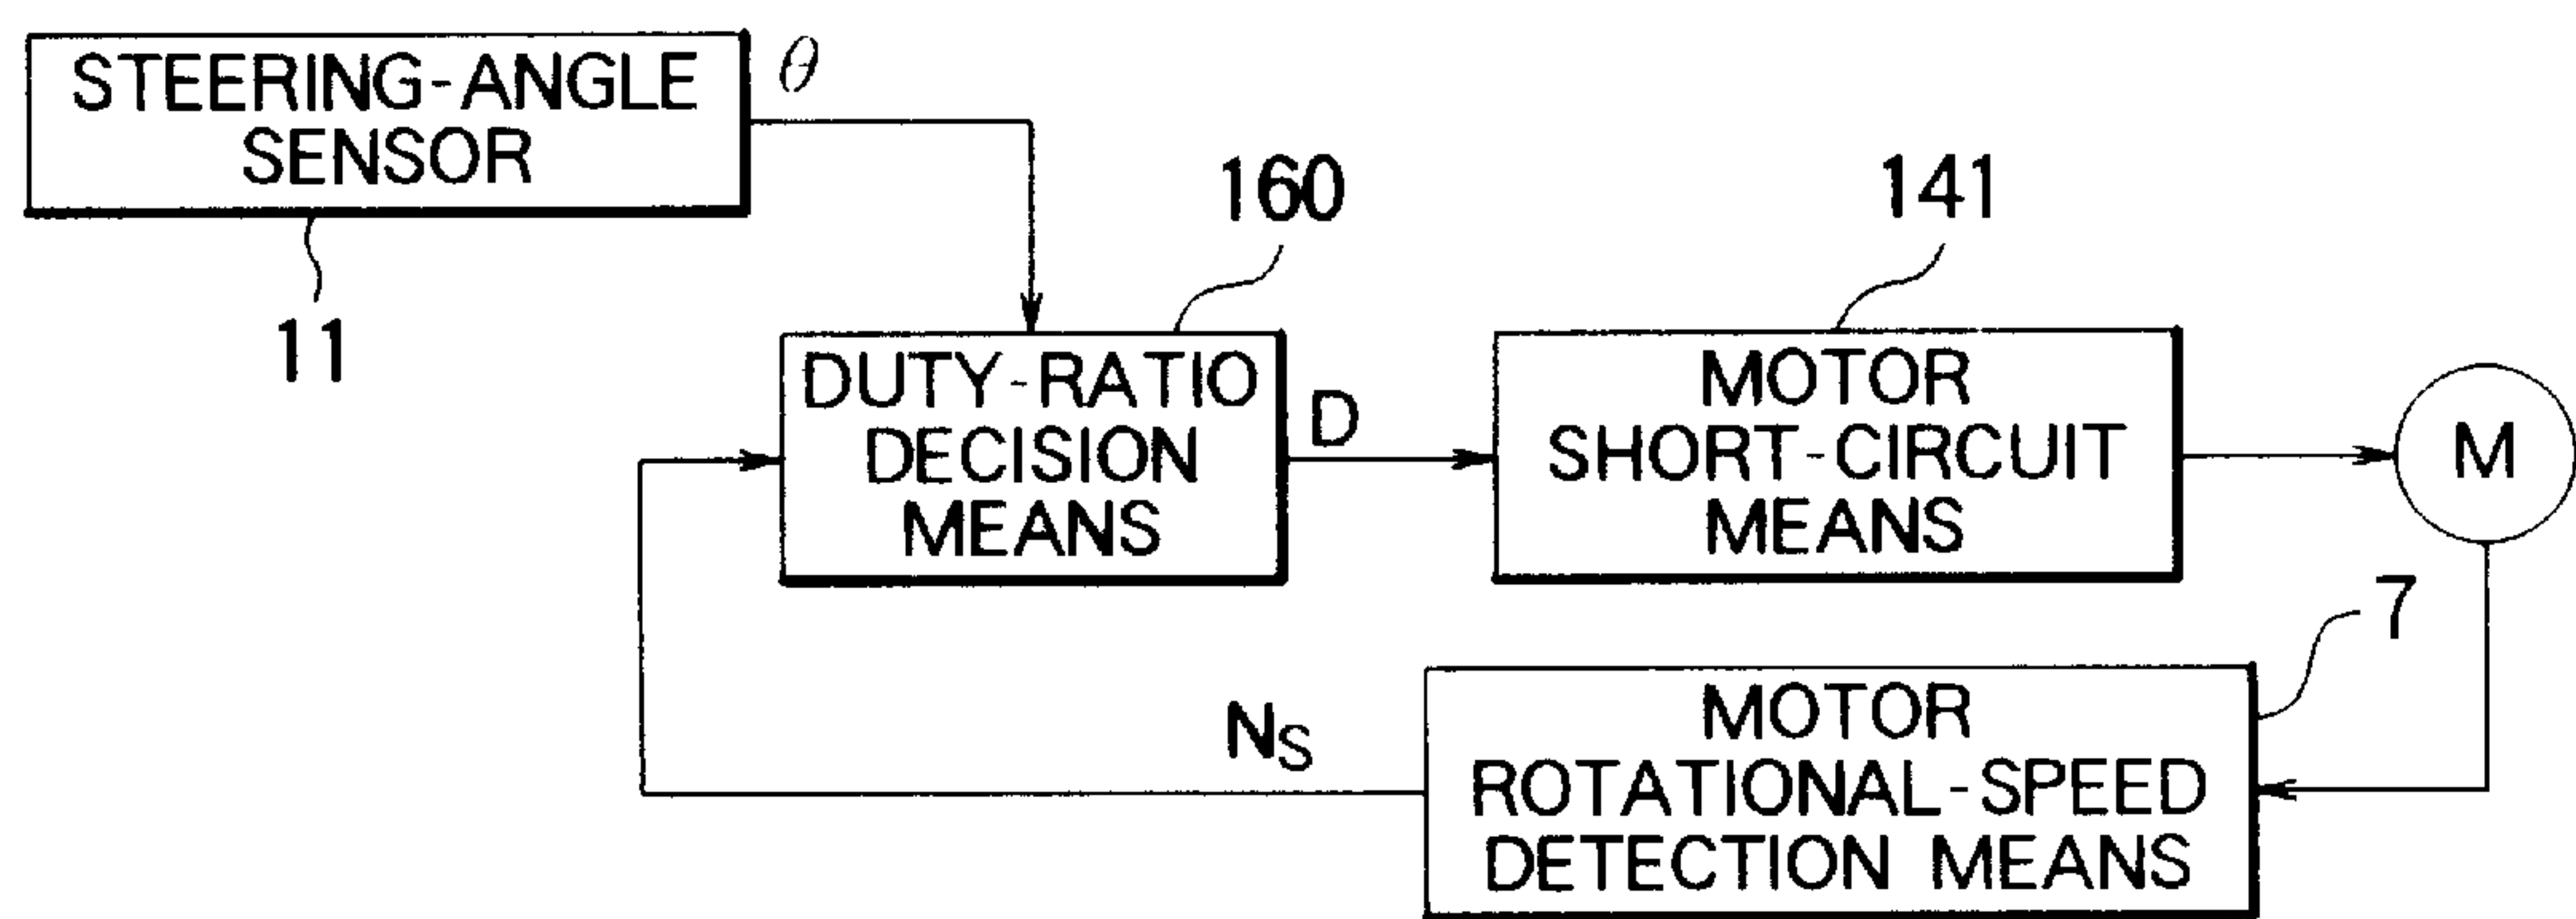 STEERING-ANGLE
SENSOR
θ
11
160
141
DUTY-RATIO
DECISION
MEANS
D
MOTOR
SHORT-CIRCUIT
MEANS
M
7
NS
MOTOR
ROTATIONAL-SPEED
DETECTION MEANS